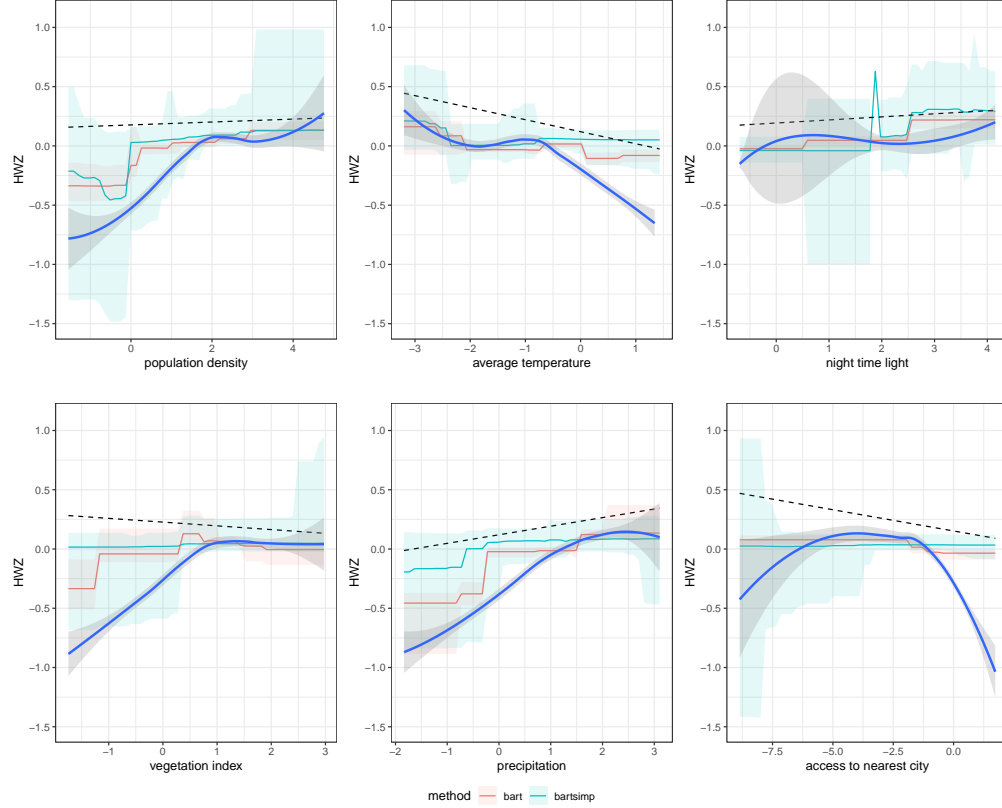 1.0
0.5
0.0
−0.5
−1.0
−1.5
HWZ
0 2 4
population density
1.0
0.5
0.0
−0.5
−1.0
−1.5
HWZ
−3 −2 −1 0 1
average temperature
1.0
0.5
0.0
−0.5
−1.0
−1.5
HWZ
0 1 2 3 4
night time light
1.0
0.5
0.0
−0.5
−1.0
−1.5
HWZ
−1 0 1 2 3
vegetation index
1.0
0.5
0.0
−0.5
−1.0
−1.5
HWZ
−2 −1 0 1 2 3
precipitation
1.0
0.5
0.0
−0.5
−1.0
−1.5
HWZ
−7.5 −5.0 −2.5 0.0
access to nearest city
method bart bartsimp